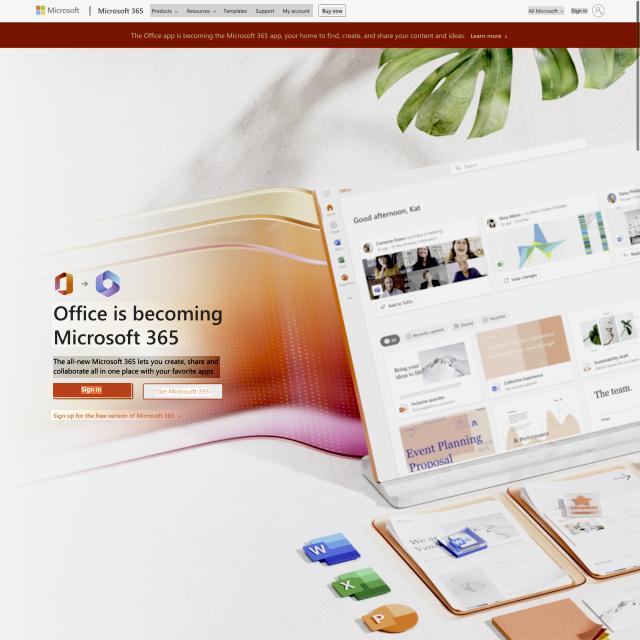 Microsoft
Microsoft 365
Products
Resources
Templates
Support
My account
Buy now
All Microsoft
Sign in
The Office app is becoming the Microsoft 365 app, your home to find, create, and share your content and ideas.
Learn more
Search
Office
Good afternoon, Kat
Add to ToDo
View changes
Office is becoming
Microsoft 365
The all-new Microsoft 365 lets you create, share and
collaborate all in one place with your favorite apps
Sign in
Get Microsoft 365
Sign up for the free version of Microsoft 365 >
All
Recently opened
Shared
Favorites
Bring your
ideas to life
Collective Experience
Sustainability draft
The team.
Event Planning
Proposal
& Performance
W
X
P